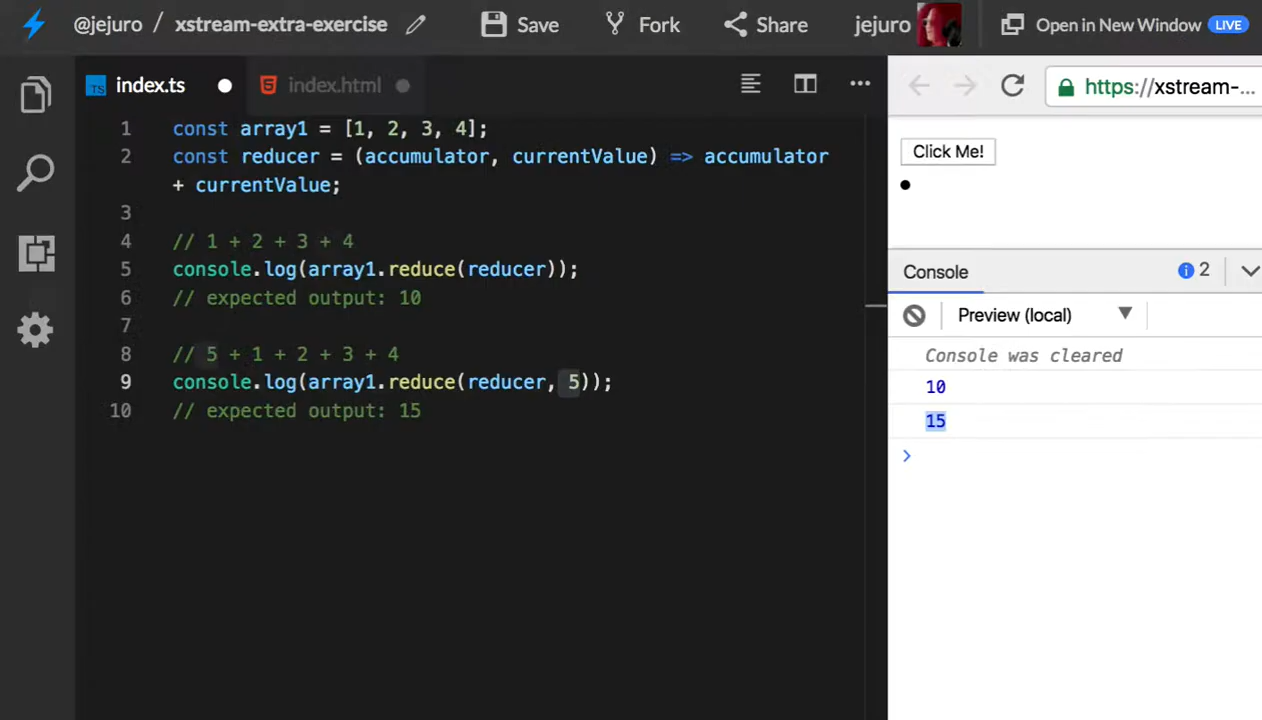 @jejuro / xstream-extra-exercise Save Fork Share jejuro Open in New Window LIVE
index.ts index.html
https://xstream-...
1 const array1 = [1, 2, 3, 4];
2 const reducer = (accumulator, currentValue) => accumulator
+ currentValue;
3
4 // 1 + 2 + 3 + 4
5 console.log(array1.reduce(reducer));
6 // expected output: 10
7
8 // 5 + 1 + 2 + 3 + 4
9 console.log(array1.reduce(reducer, 5));
10 // expected output: 15
Click Me!
Console 2
Preview (local)
Console was cleared
10
15
>